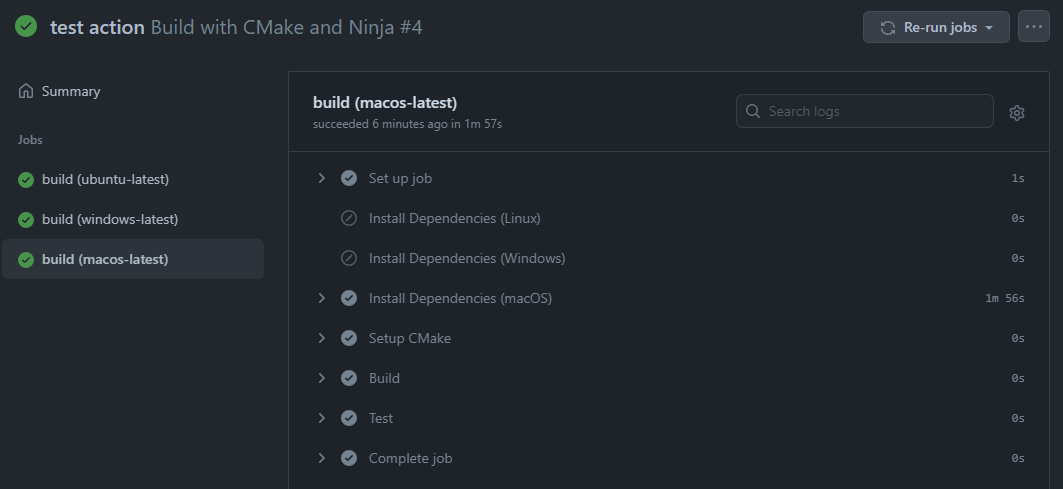 test action Build with CMake and Ninja #4
Re-run jobs
Summary
Jobs
build (ubuntu-latest)
build (windows-latest)
build (macos-latest)
build (macos-latest)
succeeded 6 minutes ago in 1m 57s
Search logs
Set up job 1s
Install Dependencies (Linux) 0s
Install Dependencies (Windows) 0s
Install Dependencies (macOS) 1m 56s
Setup CMake 0s
Build 0s
Test 0s
Complete job 0s